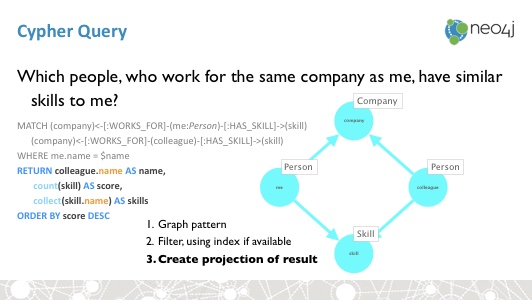 Cypher Query
neo4j
Which people, who work for the same company as me, have similar
skills to me?
MATCH (company)<-[:WORKS_FOR]-(me:Person)-[:HAS_SKILL]->(skill)
(company)<-[:WORKS_FOR]-(colleague)-[:HAS_SKILL]->(skill)
WHERE me.name = $name
RETURN colleague.name AS name,
count(skill) AS score,
collect(skill.name) AS skills
ORDER BY score DESC
Company
company
Person
me
Person
colleague
Skill
skill
1. Graph pattern
2. Filter, using index if available
3. Create projection of result